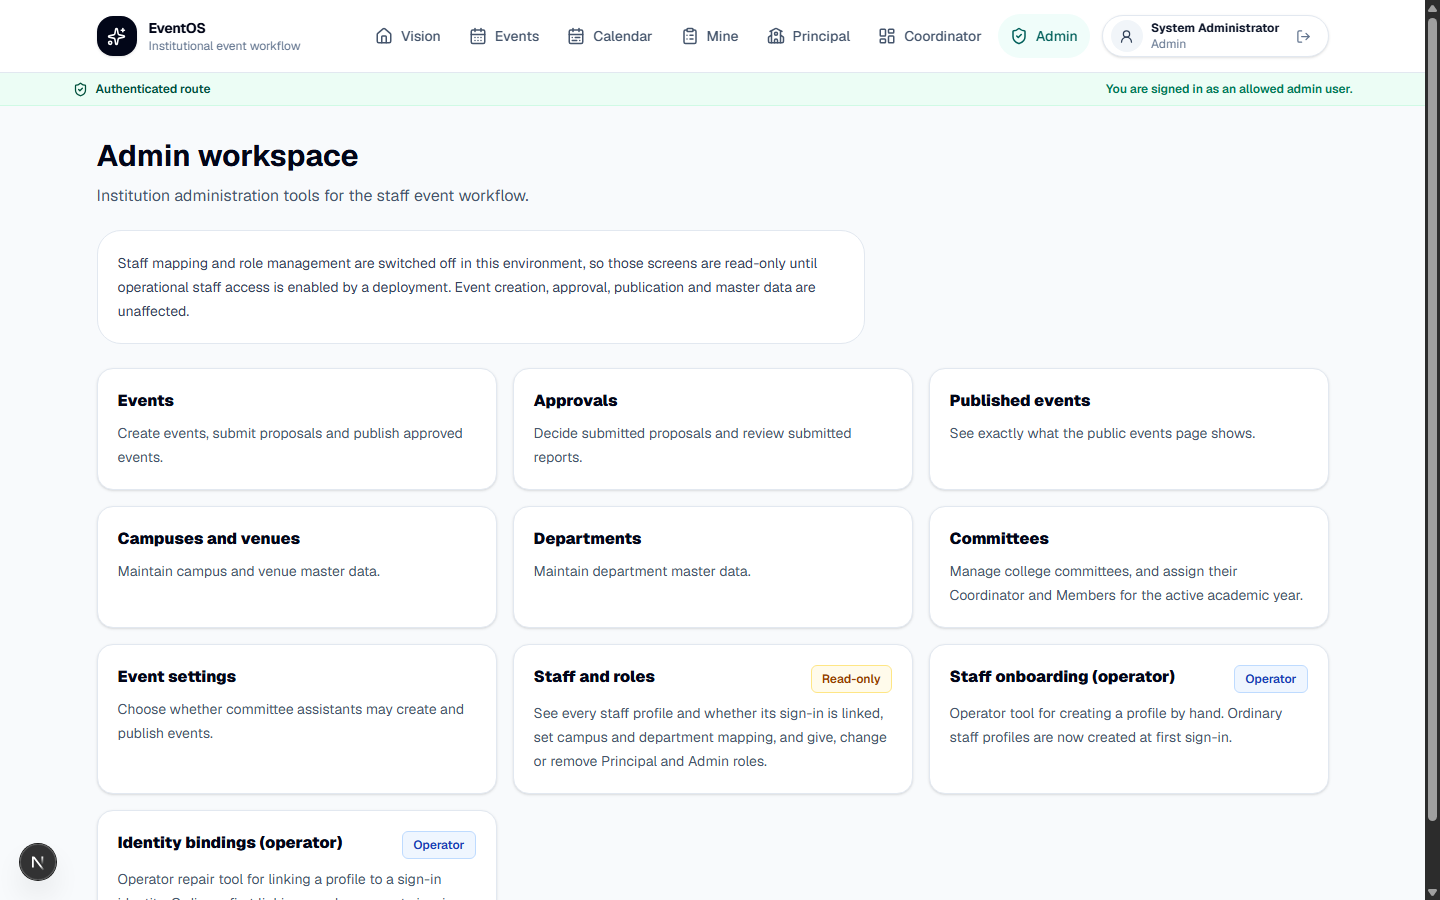 EventOS
Institutional event workflow
Vision
Events
Calendar
Mine
Principal
Coordinator
Admin
System Administrator
Admin
Authenticated route
You are signed in as an allowed admin user.
Admin workspace
Institution administration tools for the staff event workflow.
Staff mapping and role management are switched off in this environment, so those screens are read-only until
operational staff access is enabled by a deployment. Event creation, approval, publication and master data are
unaffected.
Events
Create events, submit proposals and publish approved
events.
Approvals
Decide submitted proposals and review submitted
reports.
Published events
See exactly what the public events page shows.
Campuses and venues
Maintain campus and venue master data.
Departments
Maintain department master data.
Committees
Manage college committees, and assign their
Coordinator and Members for the active academic year.
Event settings
Choose whether committee assistants may create and
publish events.
Staff and roles
Read-only
See every staff profile and whether its sign-in is linked,
set campus and department mapping, and give, change
or remove Principal and Admin roles.
Staff onboarding (operator)
Operator
Operator tool for creating a profile by hand. Ordinary
staff profiles are now created at first sign-in.
Identity bindings (operator)
Operator
Operator repair tool for linking a profile to a sign-in
N